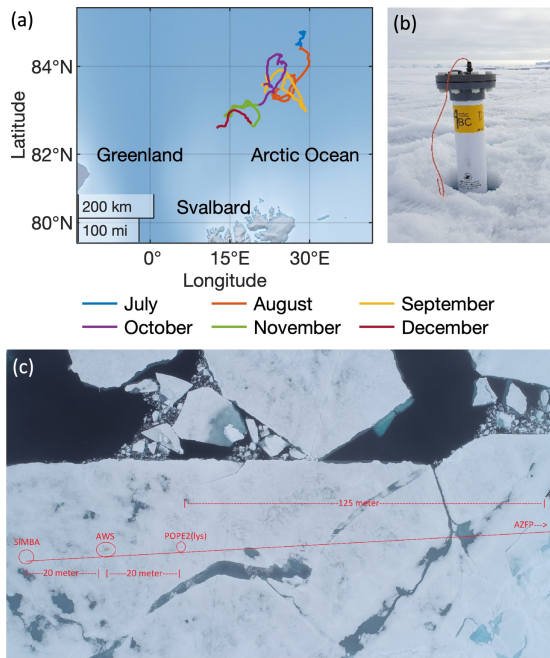 (a)
Latitude
84°N
82°N
80°N
Greenland
Arctic Ocean
Svalbard
200 km
100 mi
0°
15°E
30°E
Longitude
July
August
September
October
November
December
(b)
BC
(c)
125 meter
SIMBA
AWS
POPE2(lys)
AZFP--->
20 meter
20 meter